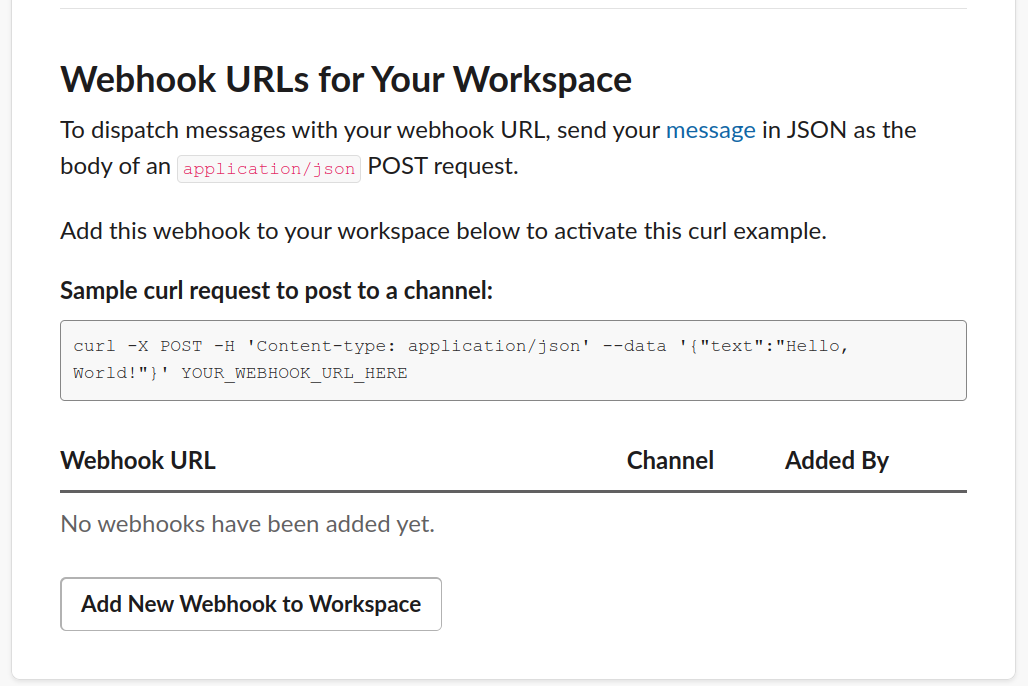 Webhook URLs for Your Workspace
To dispatch messages with your webhook URL, send your message in JSON as the
body of an application/json POST request.
Add this webhook to your workspace below to activate this curl example.
Sample curl request to post to a channel:
curl -X POST -H 'Content-type: application/json' --data '{"text":"Hello,
World!"}' YOUR_WEBHOOK_URL_HERE
Webhook URL Channel Added By
No webhooks have been added yet.
Add New Webhook to Workspace